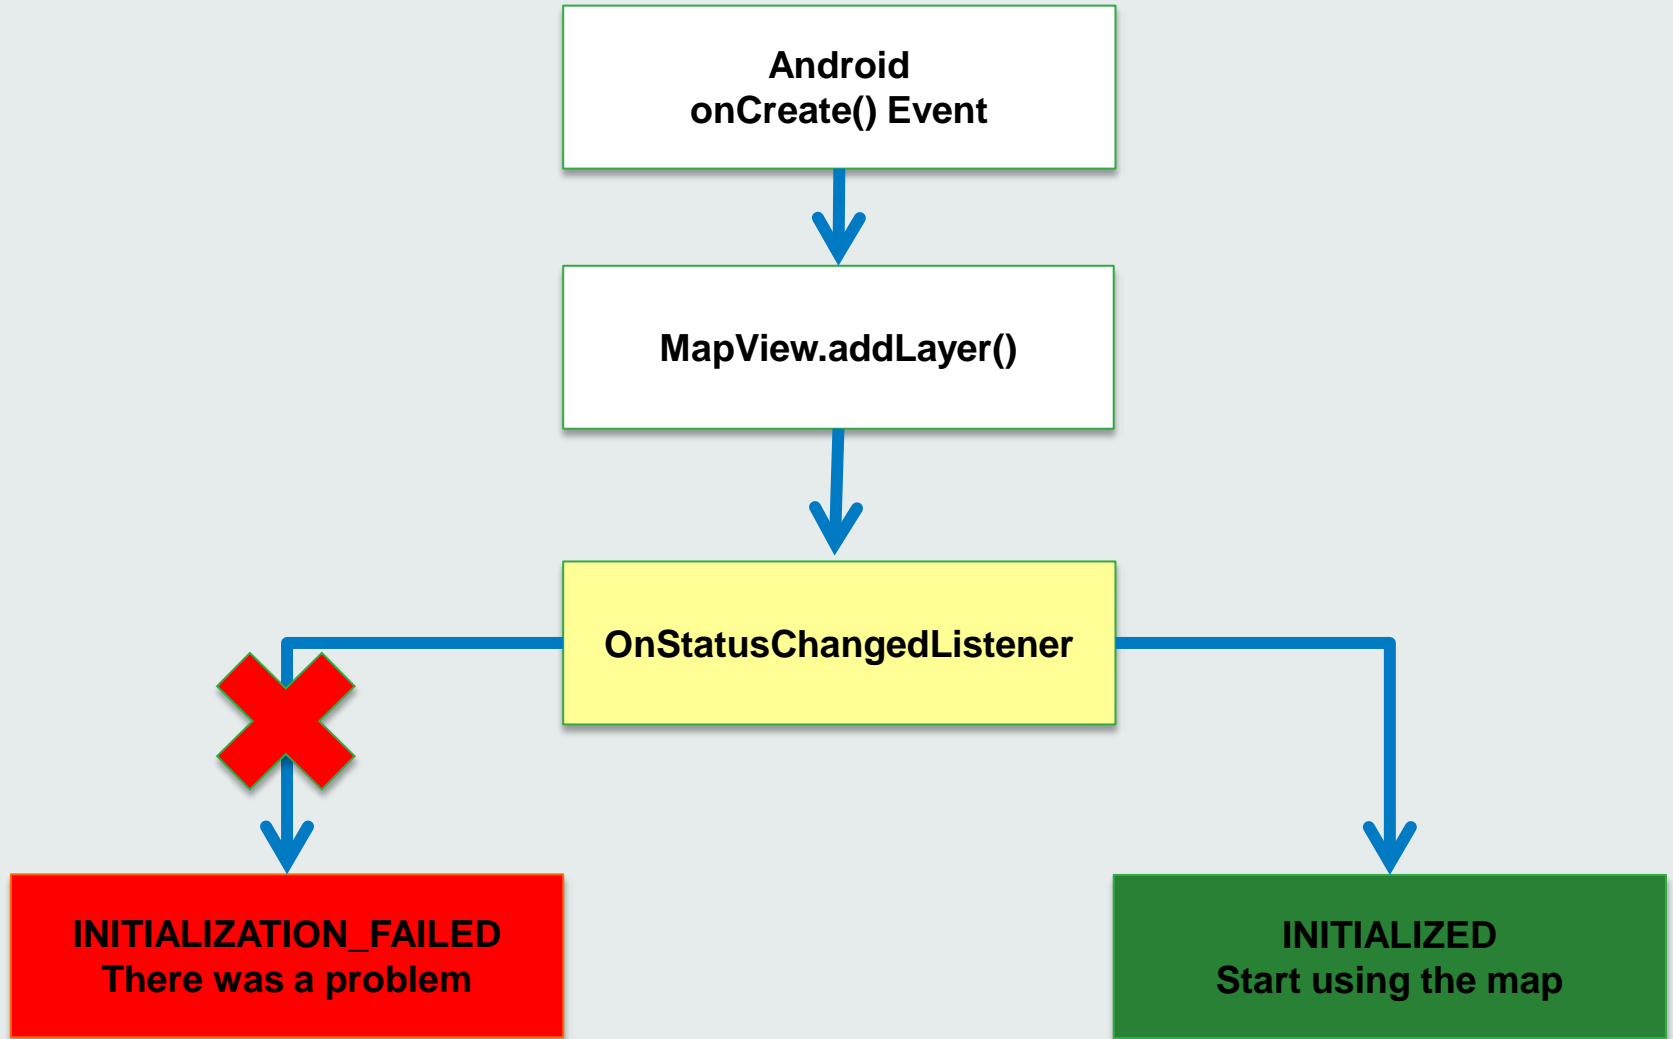 Android
onCreate() Event
MapView.addLayer()
OnStatusChangedListener
INITIALIZATION_FAILED
There was a problem
INITIALIZED
Start using the map